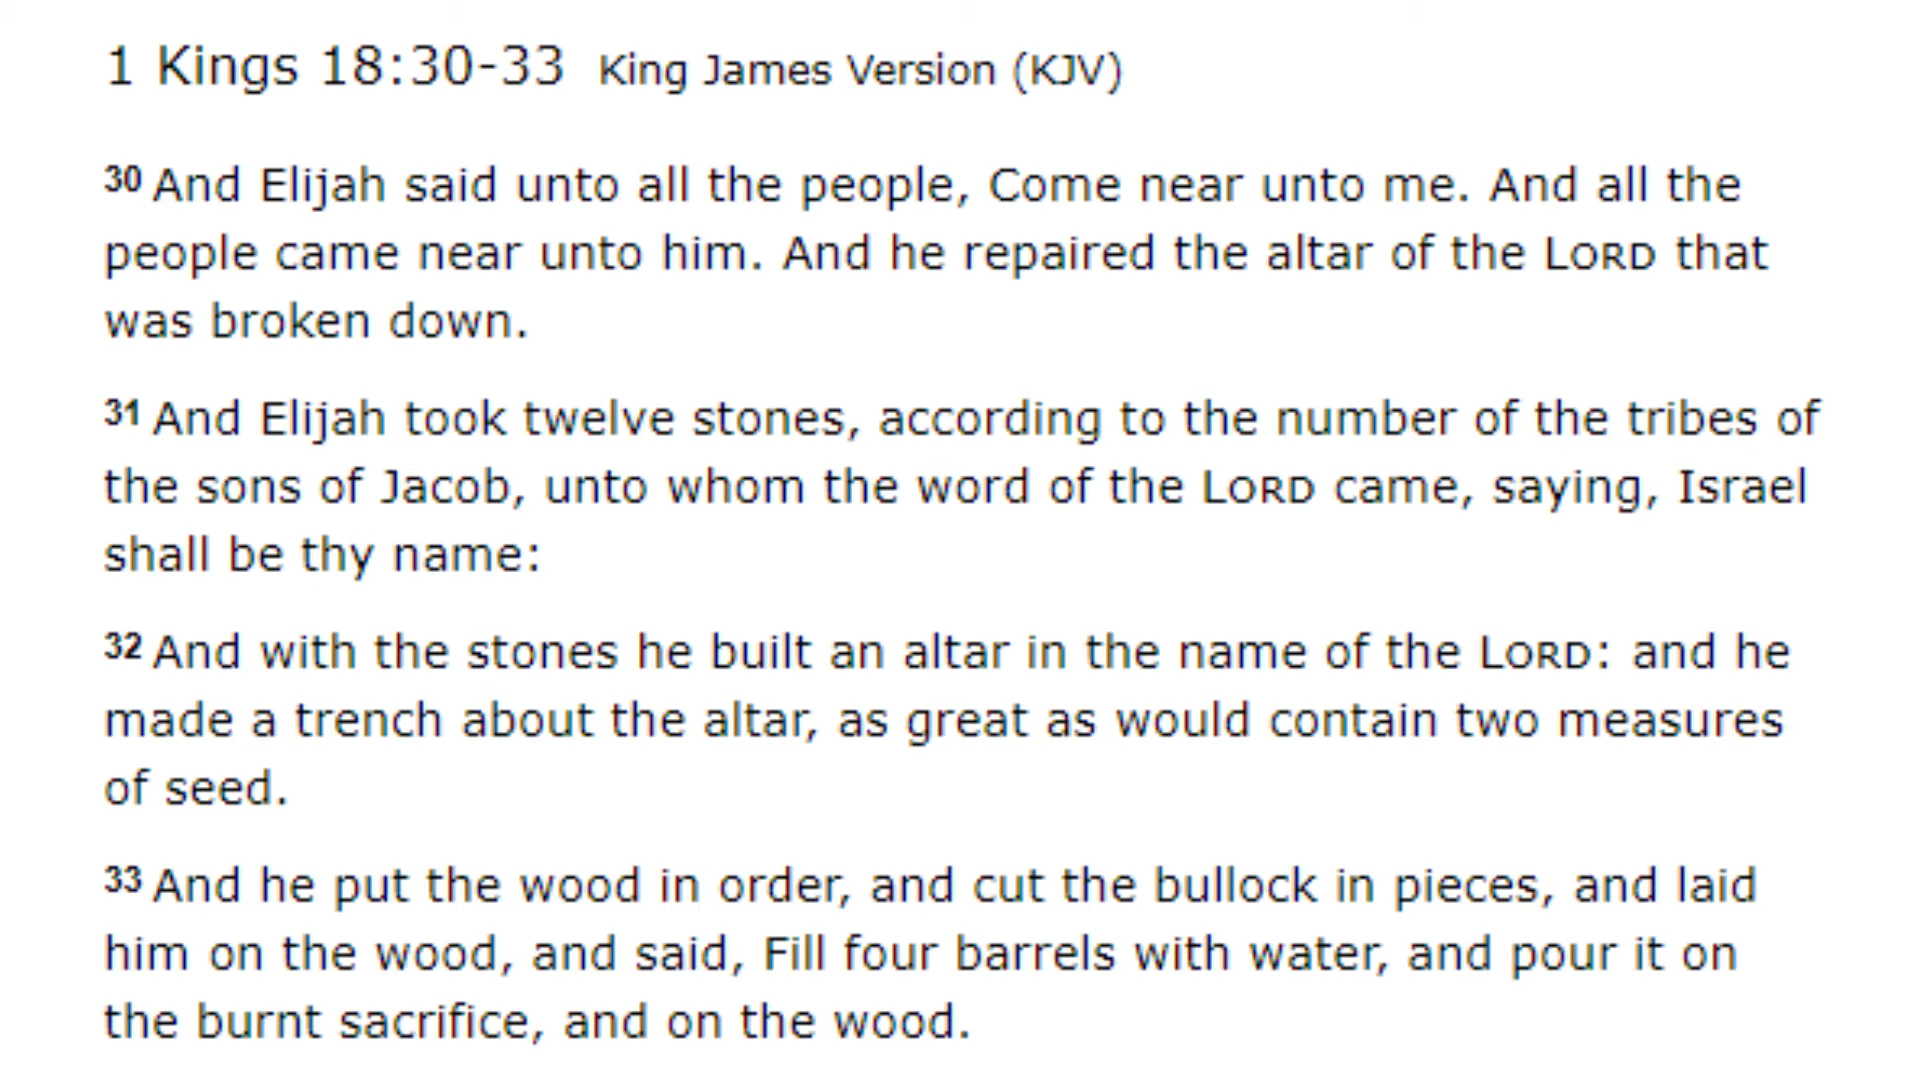 1 Kings 18:30-33 King James Version (KJV)
30 And Elijah said unto all the people, Come near unto me. And all the
people came near unto him. And he repaired the altar of the LORD that
was broken down.
31 And Elijah took twelve stones, according to the number of the tribes of
the sons of Jacob, unto whom the word of the LORD came, saying, Israel
shall be thy name:
32 And with the stones he built an altar in the name of the LORD: and he
made a trench about the altar, as great as would contain two measures
of seed.
33 And he put the wood in order, and cut the bullock in pieces, and laid
him on the wood, and said, Fill four barrels with water, and pour it on
the burnt sacrifice, and on the wood.